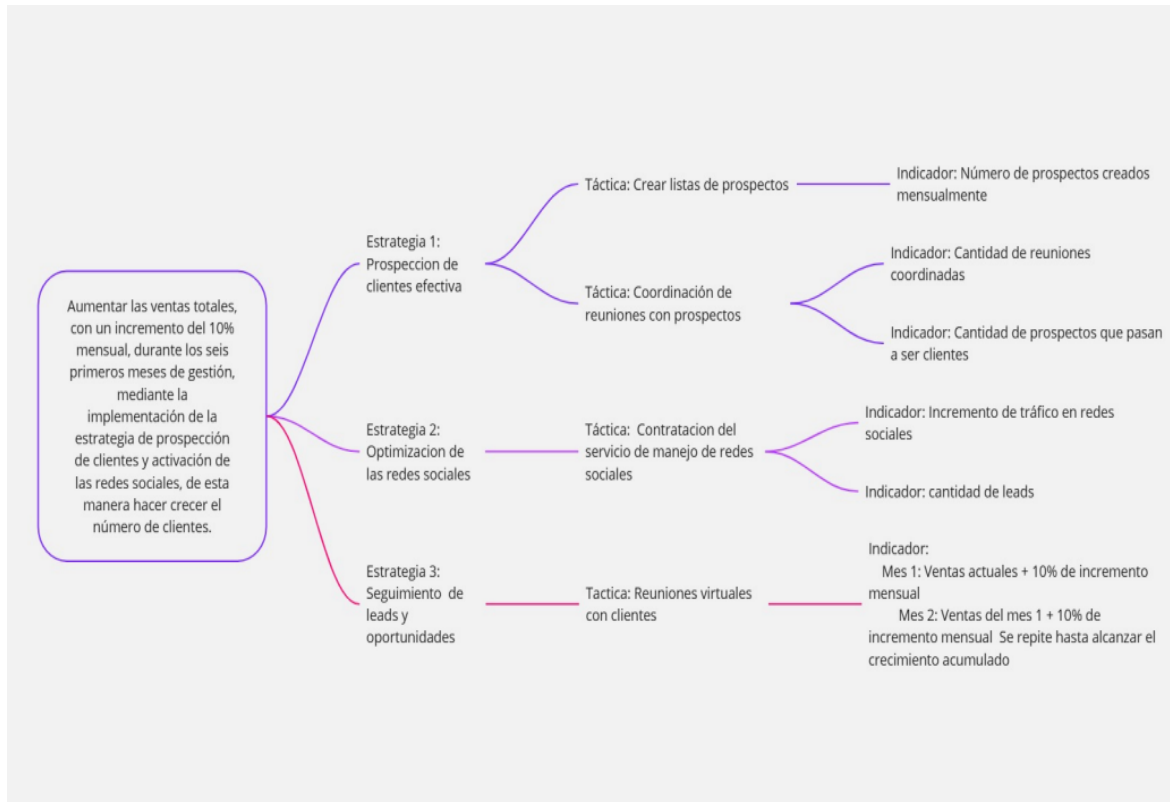 Aumentar las ventas totales,
con un incremento del 10%
mensual, durante los seis
primeros meses de gestión,
mediante la
implementación de la
estrategia de prospección
de clientes y activación de
las redes sociales, de esta
manera hacer crecer el
número de clientes.
Estrategia 1:
Prospeccion de
clientes efectiva
Táctica: Crear listas de prospectos
Indicador: Número de prospectos creados
mensualmente
Táctica: Coordinación de
reuniones con prospectos
Indicador: Cantidad de reuniones
coordinadas
Indicador: Cantidad de prospectos que pasan
a ser clientes
Estrategia 2:
Optimizacion de
las redes sociales
Táctica: Contratacion del
servicio de manejo de redes
sociales
Indicador: Incremento de tráfico en redes
sociales
Indicador: cantidad de leads
Estrategia 3:
Seguimiento de
leads y
oportunidades
Tactica: Reuniones virtuales
con clientes
Indicador:
Mes 1: Ventas actuales + 10% de incremento
mensual
Mes 2: Ventas del mes 1 + 10% de
incremento mensual Se repite hasta alcanzar el
crecimiento acumulado